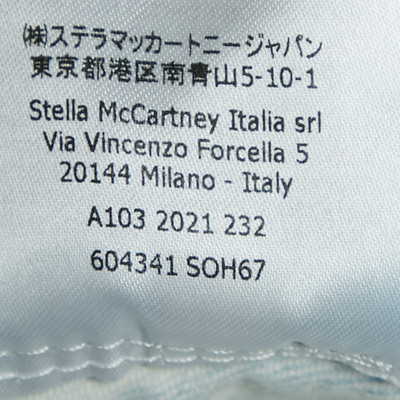 ㈱ステラマッカートニージャパン
東京都港区南青山5-10-1
Stella McCartney Italia srl
Via Vincenzo Forcella 5
20144 Milano - Italy
A103 2021 232
604341 SOH67